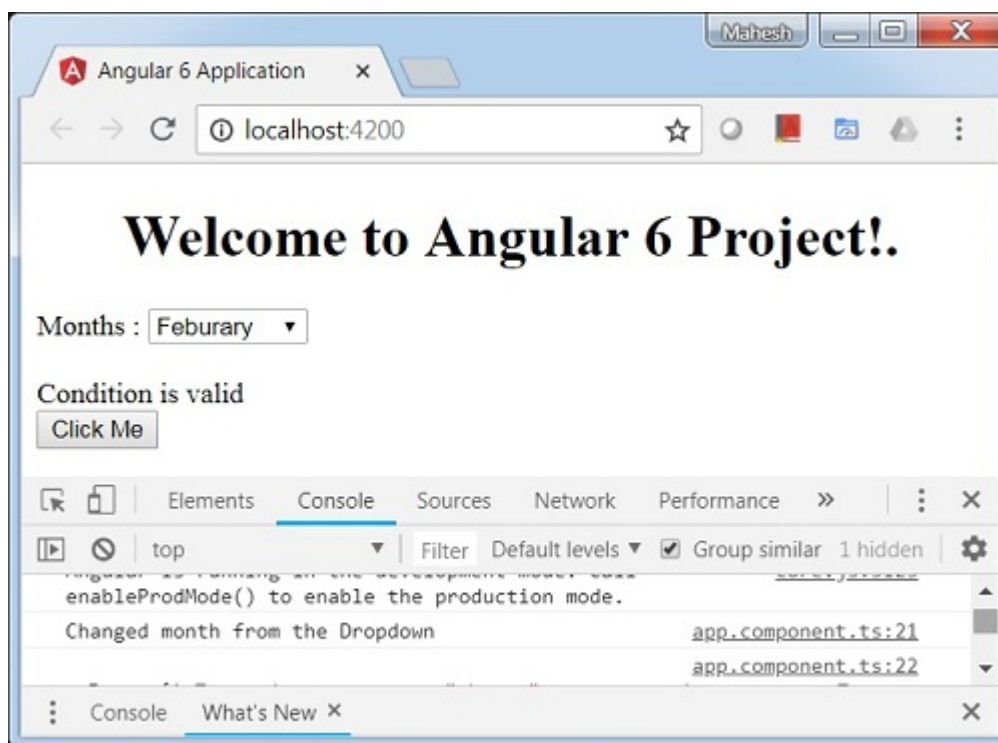 Mahesh
Angular 6 Application
localhost:4200
Welcome to Angular 6 Project!.
Months : Feburary
Condition is valid
Click Me
Elements Console Sources Network Performance »
top Filter Default levels Group similar 1 hidden
enableProdMode() to enable the production mode.
Changed month from the Dropdown app.component.ts:21
app.component.ts:22
Console What's New